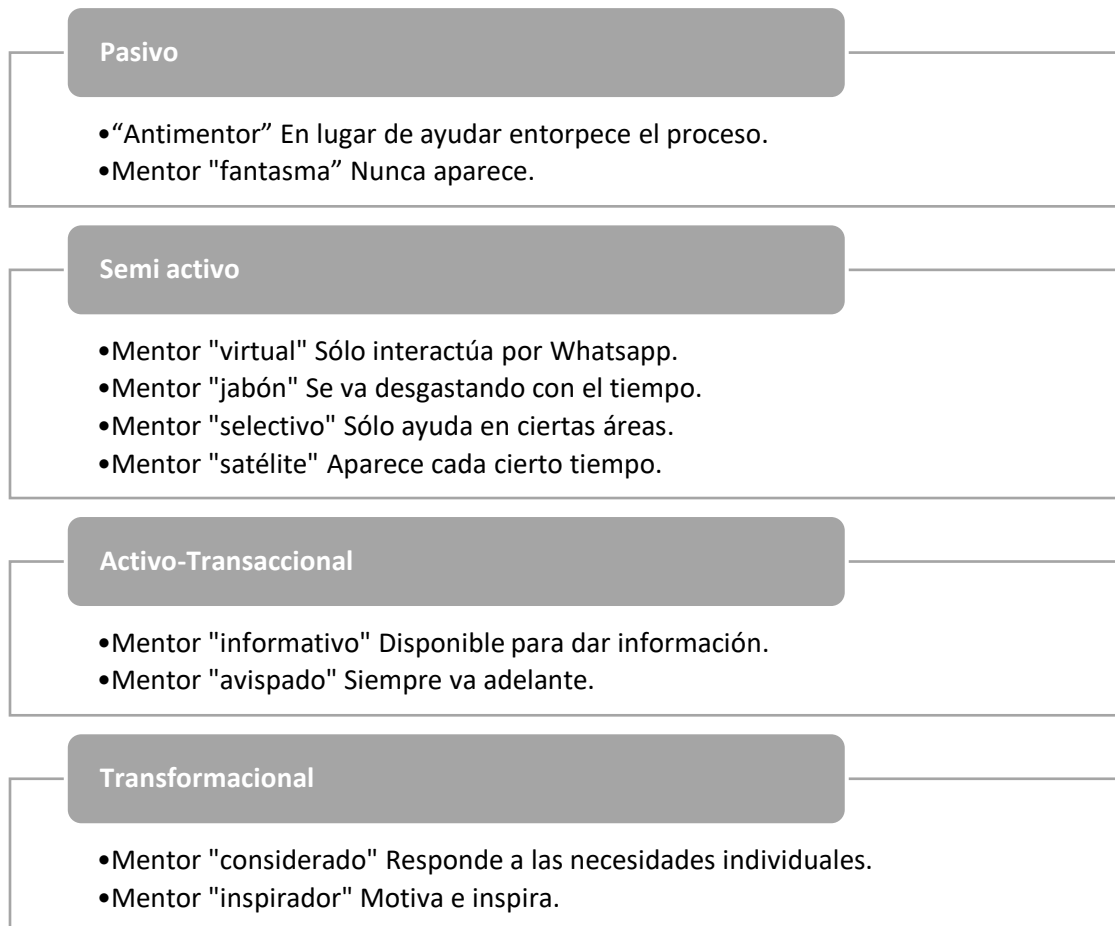 Pasivo
•“Antimentor” En lugar de ayudar entorpece el proceso.
•Mentor "fantasma” Nunca aparece.
Semi activo
•Mentor "virtual" Sólo interactúa por Whatsapp.
•Mentor "jabón" Se va desgastando con el tiempo.
•Mentor "selectivo" Sólo ayuda en ciertas áreas.
•Mentor "satélite" Aparece cada cierto tiempo.
Activo-Transaccional
•Mentor "informativo" Disponible para dar información.
•Mentor "avispado" Siempre va adelante.
Transformacional
•Mentor "considerado" Responde a las necesidades individuales.
•Mentor "inspirador" Motiva e inspira.